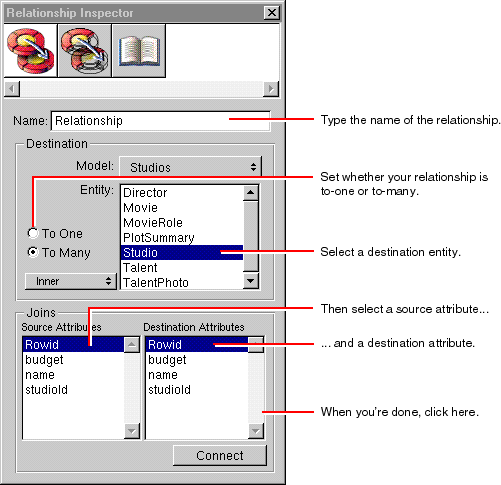 Relationship Inspector
Name: Relationship
Type the name of the relationship.
Destination
Model: Studios
Set whether your relationship is
to-one or to-many.
Entity:
Director
Movie
MovieRole
PlotSummary
Studio
Talent
TalentPhoto
To One
To Many
Inner
Select a destination entity.
Joins
Then select a source attribute...
Source Attributes
Destination Attributes
Rowid
budget
name
studioId
Rowid
budget
name
studioId
... and a destination attribute.
When you're done, click here.
Connect